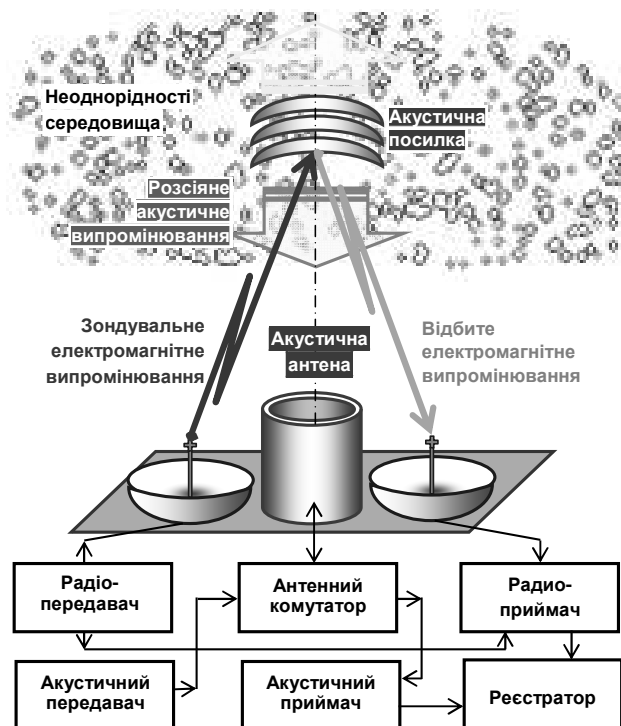 Неоднорідності
середовища
Акустична
посилка
Розсіяне
акустичне
випромінювання
Зондувальне
електромагнітне
випромінювання
Акустична
антена
Відбите
електромагнітне
випромінювання
Радіо-
передавач
Антенний
комутатор
Радио-
приймач
Акустичний
передавач
Акустичний
приймач
Реєстратор